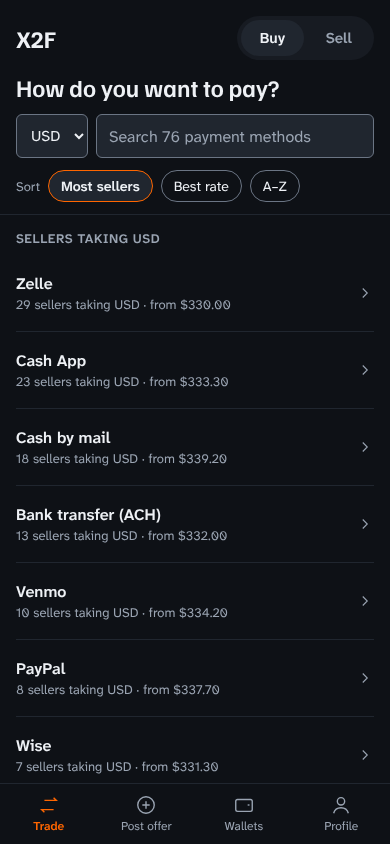 X2F
Buy
Sell
How do you want to pay?
USD
Search 76 payment methods
Sort
Most sellers
Best rate
A–Z
SELLERS TAKING USD
Zelle
29 sellers taking USD · from $330.00
Cash App
23 sellers taking USD · from $333.30
Cash by mail
18 sellers taking USD · from $339.20
Bank transfer (ACH)
13 sellers taking USD · from $332.00
Venmo
10 sellers taking USD · from $334.20
PayPal
8 sellers taking USD · from $337.70
Wise
7 sellers taking USD · from $331.30
Trade
Post offer
Wallets
Profile